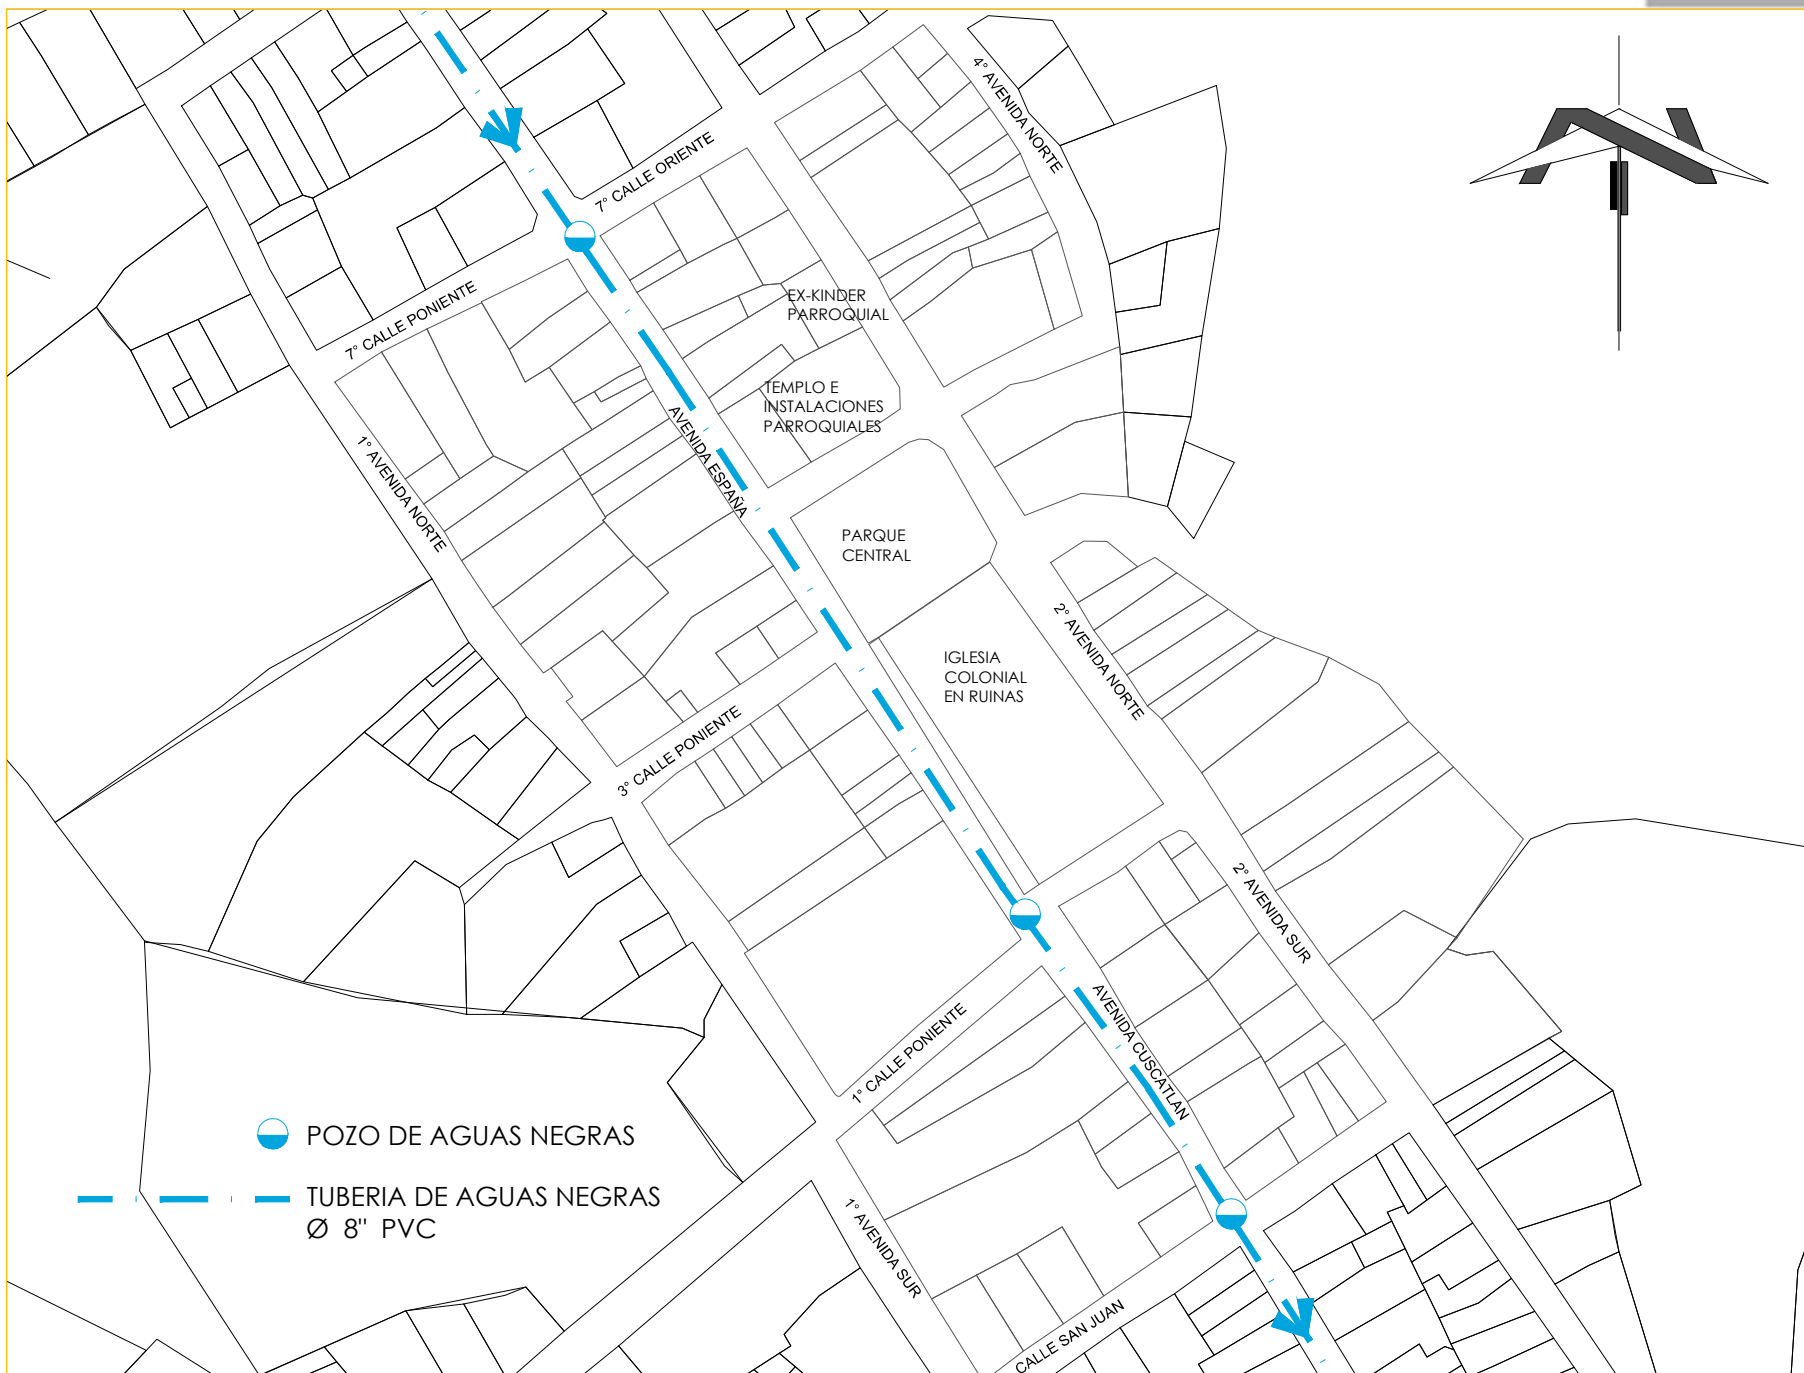 4° AVENIDA NORTE
7° CALLE ORIENTE
7° CALLE PONIENTE
EX-KINDER
PARROQUIAL
TEMPLO E
INSTALACIONES
PARROQUIALES
AVENIDA ESPAÑA
1° AVENIDA NORTE
PARQUE
CENTRAL
2° AVENIDA NORTE
IGLESIA
COLONIAL
EN RUINAS
3° CALLE PONIENTE
2° AVENIDA SUR
AVENIDA CUSCATLAN
1° CALLE PONIENTE
POZO DE AGUAS NEGRAS
TUBERIA DE AGUAS NEGRAS
Ø 8" PVC
1° AVENIDA SUR
CALLE SAN JUAN